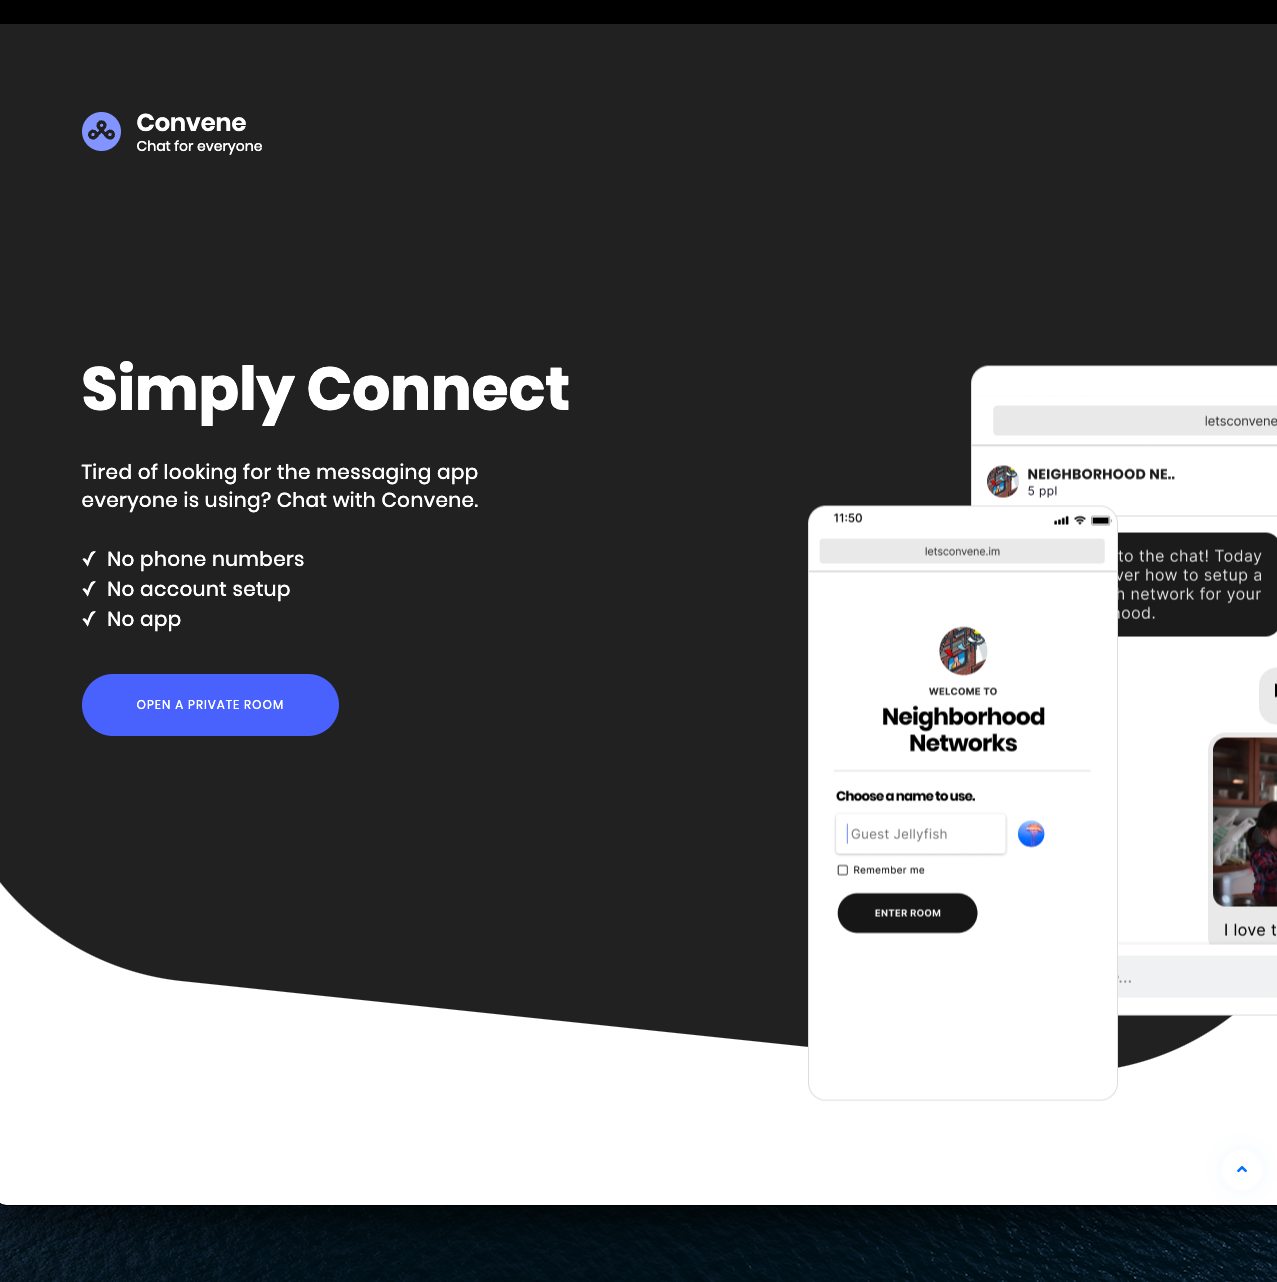 Convene
Chat for everyone
Simply Connect
Tired of looking for the messaging app
everyone is using? Chat with Convene.
✓ No phone numbers
✓ No account setup
✓ No app
OPEN A PRIVATE ROOM
letsconvene
NEIGHBORHOOD NE..
5 ppl
to the chat! Today
ver how to setup a
n network for your
ood.
I love t
...
11:50
letsconvene.im
WELCOME TO
Neighborhood
Networks
Choose a name to use.
Guest Jellyfish
Remember me
ENTER ROOM